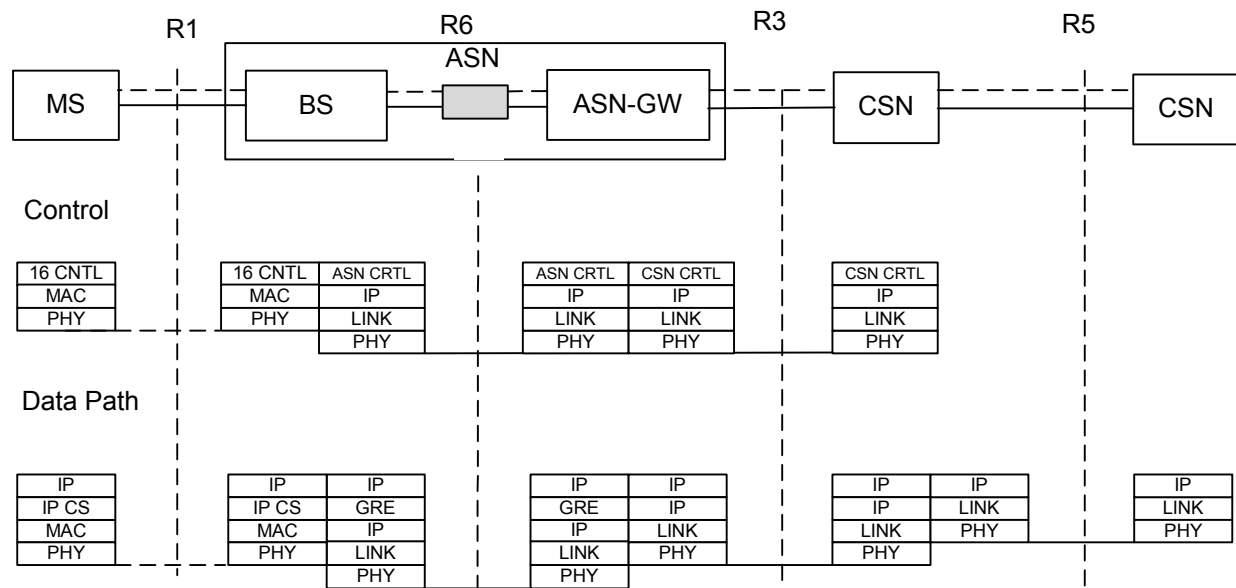 R1 R6 R3 R5
ASN
MS BS ASN-GW CSN CSN
Control
16 CNTL 16 CNTL ASN CRTL ASN CRTL CSN CRTL CSN CRTL
MAC MAC IP IP IP IP
PHY PHY LINK LINK LINK LINK
PHY PHY PHY PHY
Data Path
IP IP IP IP IP IP IP IP
IP CS IP CS GRE GRE IP IP LINK LINK
MAC MAC IP IP LINK LINK PHY PHY
PHY PHY LINK LINK PHY PHY
PHY PHY